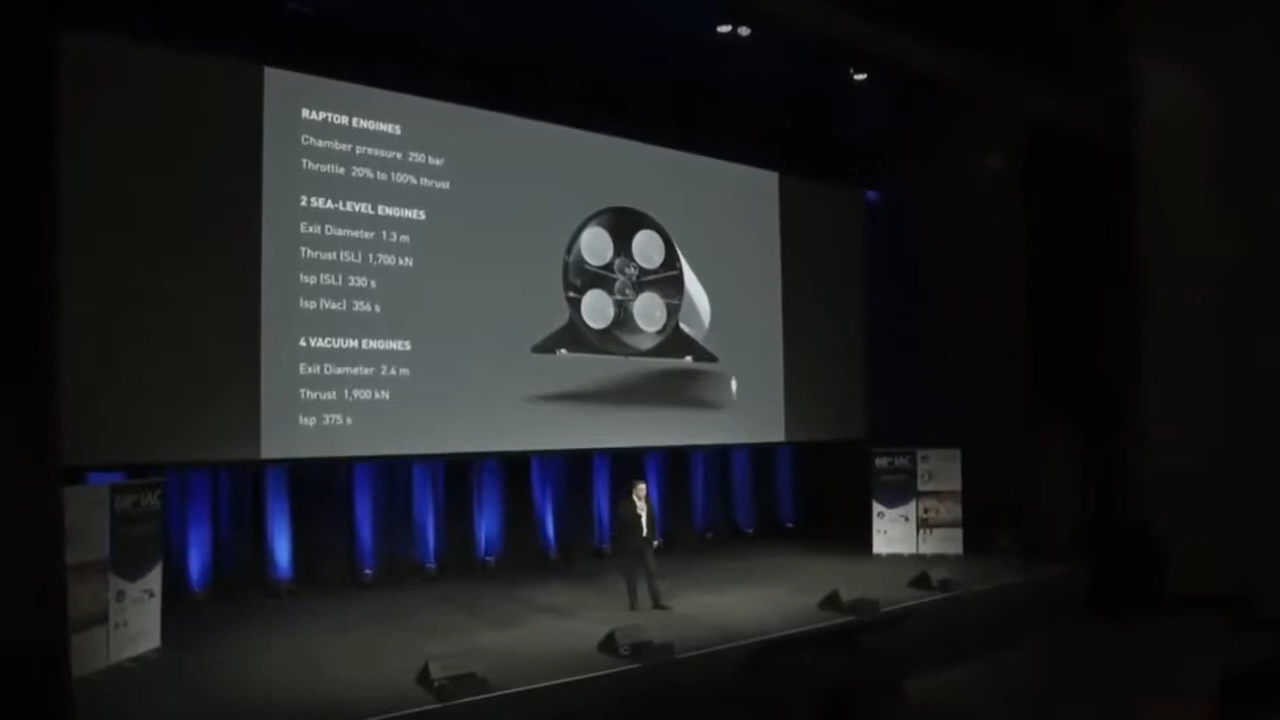 RAPTOR ENGINES
Chamber pressure 250 bar
Throttle 20% to 100% thrust
2 SEA-LEVEL ENGINES
Exit Diameter 1.3 m
Thrust (SL) 1,700 kN
Isp (SL) 330 s
Isp (Vac) 356 s
4 VACUUM ENGINES
Exit Diameter 2.4 m
Thrust 1,900 kN
Isp 375 s
IAC
IAC